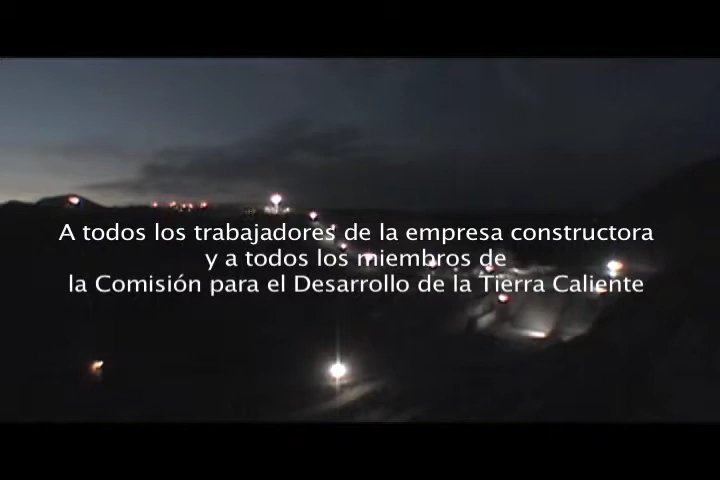 A todos los trabajadores de la empresa constructora
y a todos los miembros de
la Comisión para el Desarrollo de la Tierra Caliente